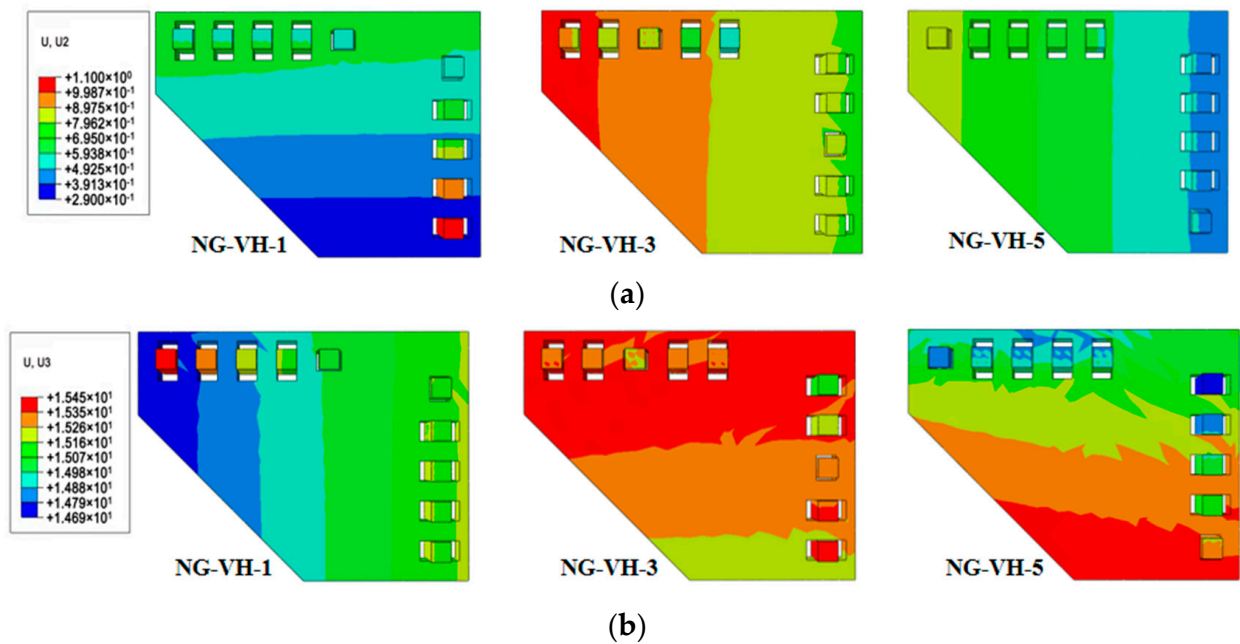 U, U2
+1.100×10⁰
+9.987×10⁻¹
+8.975×10⁻¹
+7.962×10⁻¹
+6.950×10⁻¹
+5.938×10⁻¹
+4.925×10⁻¹
+3.913×10⁻¹
+2.900×10⁻¹
NG-VH-1
NG-VH-3
NG-VH-5
(a)
U, U3
+1.545×10¹
+1.535×10¹
+1.526×10¹
+1.516×10¹
+1.507×10¹
+1.498×10¹
+1.488×10¹
+1.479×10¹
+1.469×10¹
NG-VH-1
NG-VH-3
NG-VH-5
(b)